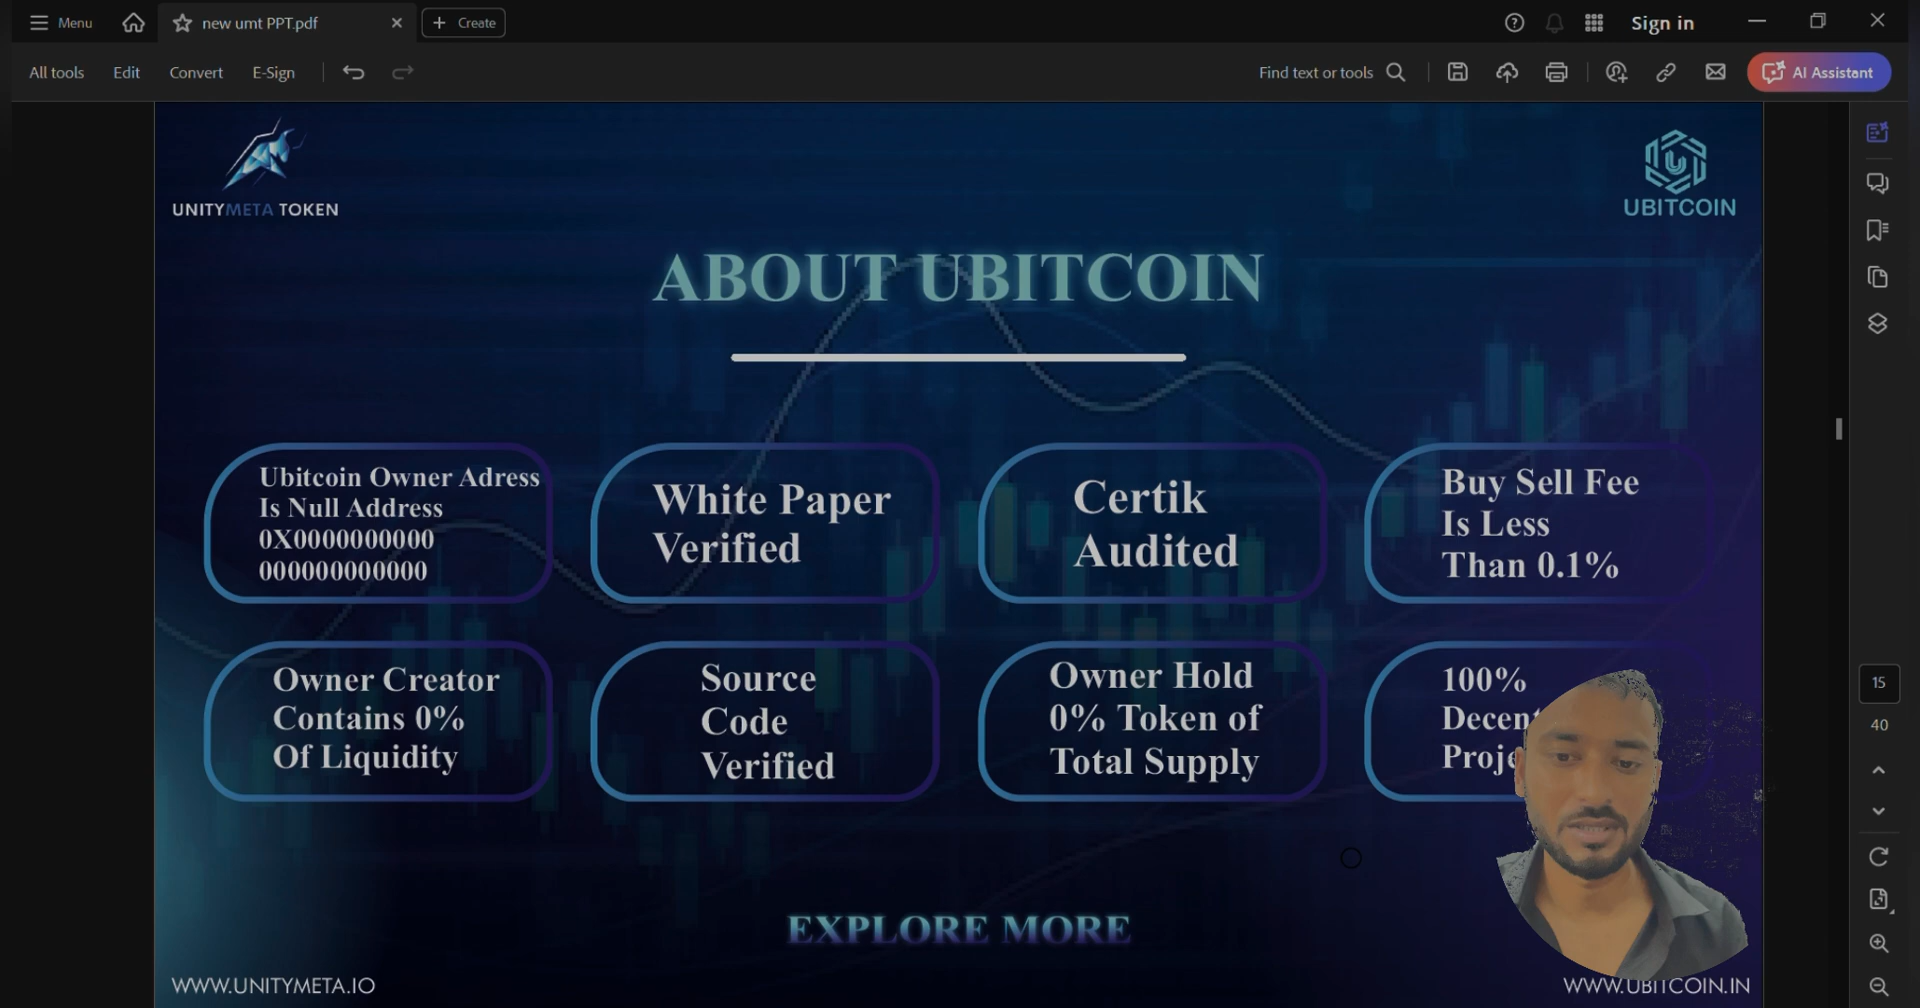 Menu
new umt PPT.pdf
Create
Sign in
All tools
Edit
Convert
E-Sign
Find text or tools
AI Assistant
UNITYMETA TOKEN
UBITCOIN
ABOUT UBITCOIN
Ubitcoin Owner Adress
Is Null Address
0X0000000000
000000000000
White Paper
Verified
Certik
Audited
Buy Sell Fee
Is Less
Than 0.1%
Owner Creator
Contains 0%
Of Liquidity
Source
Code
Verified
Owner Hold
0% Token of
Total Supply
100%
15
40
EXPLORE MORE
WWW.UNITYMETA.IO
WWW.UBITCOIN.IN